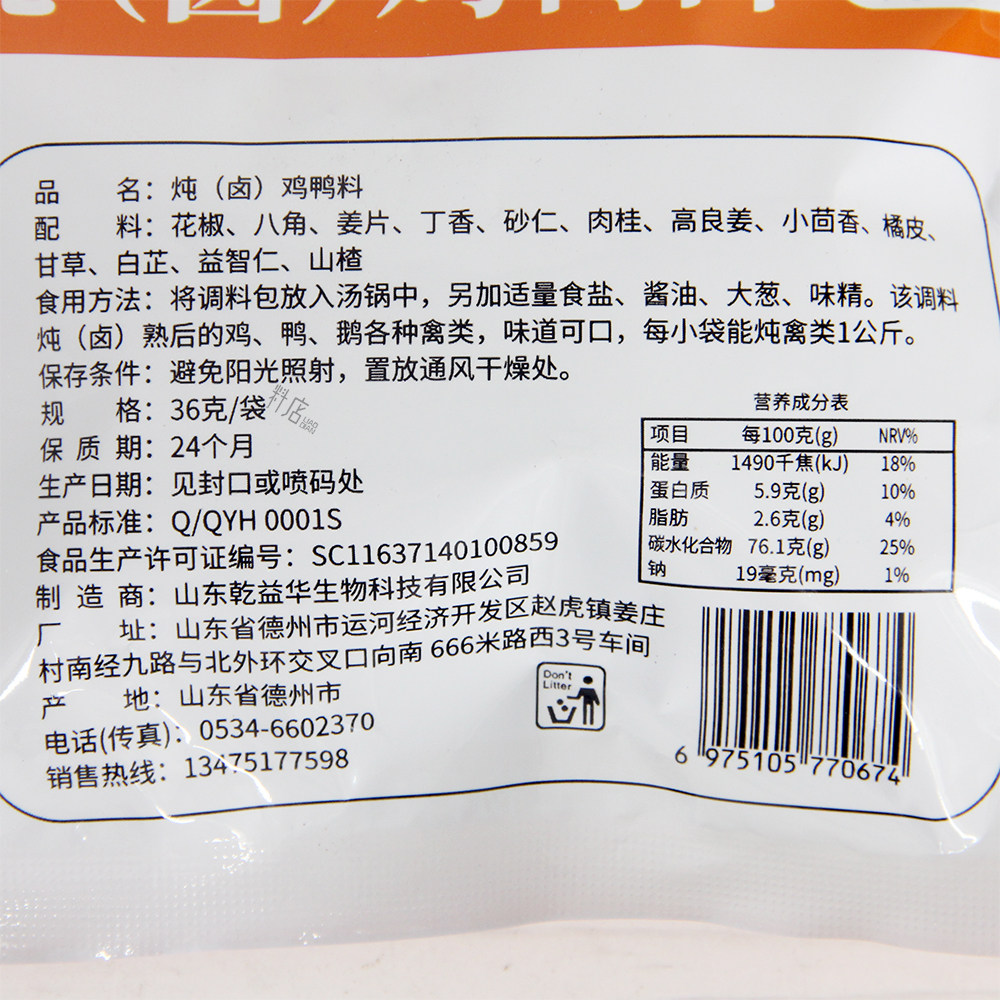 炖（卤）鸡鸭料
品 名：炖（卤）鸡鸭料
配 料：花椒、八角、姜片、丁香、砂仁、肉桂、高良姜、小茴香、橘皮、
甘草、白芷、益智仁、山楂
食用方法：将调料包放入汤锅中，另加适量食盐、酱油、大葱、味精。该调料
炖（卤）熟后的鸡、鸭、鹅各种禽类，味道可口，每小袋能炖禽类1公斤。
保存条件：避免阳光照射，置放通风干燥处。
规 格：36克/袋
料店
保 质 期：24个月
生产日期：见封口或喷码处
产品标准：Q/QYH 0001S
食品生产许可证编号：SC11637140100859
制 造 商：山东乾益华生物科技有限公司
厂 址：山东省德州市运河经济开发区赵虎镇姜庄
村南经九路与北外环交叉口向南 666米路西3号车间
产 地：山东省德州市
电话(传真)：0534-6602370
销售热线：13475177598
营养成分表
项目 每100克(g) NRV%
能量 1490千焦(kJ) 18%
蛋白质 5.9克(g) 10%
脂肪 2.6克(g) 4%
碳水化合物 76.1克(g) 25%
钠 19毫克(mg) 1%
Don't
Litter
6 975105 770674